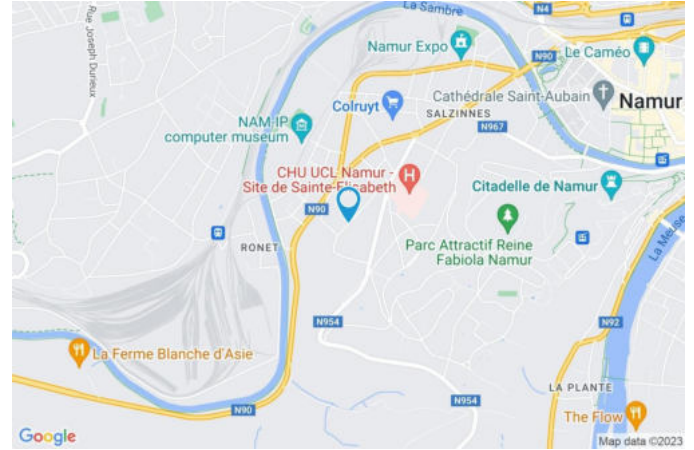 La Sambre
N4
Rue Joseph Durieux
Namur Expo
N90
Le Caméo
Colruyt
Cathédrale Saint-Aubain
Namur
NAM-IP
computer museum
SALZINNES
N967
CHU UCL Namur -
Site de Sainte-Elisabeth
Citadelle de Namur
N90
Parc Attractif Reine
Fabiola Namur
La Meuse
RONET
N954
N92
La Ferme Blanche d'Asie
LA PLANTE
N954
N90
The Flow
Google
Map data ©2023